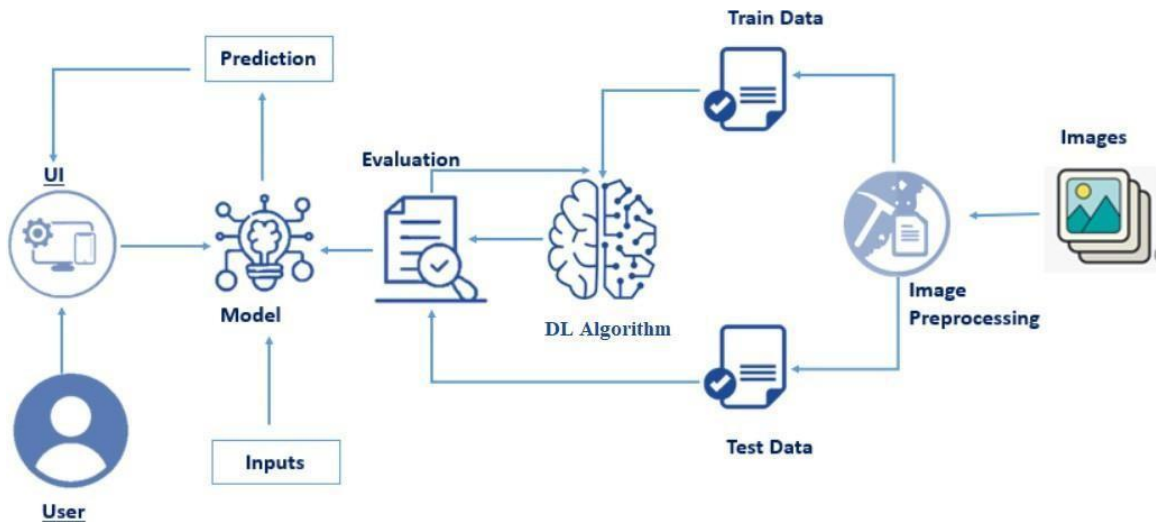 Train Data
Prediction
Images
Evaluation
UI
Image
Preprocessing
Model
DL Algorithm
Test Data
Inputs
User